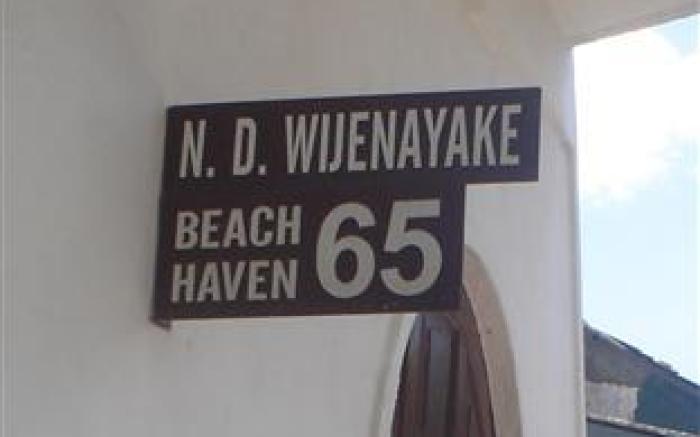 N. D. WIJENAYAKE
BEACH
HAVEN
65